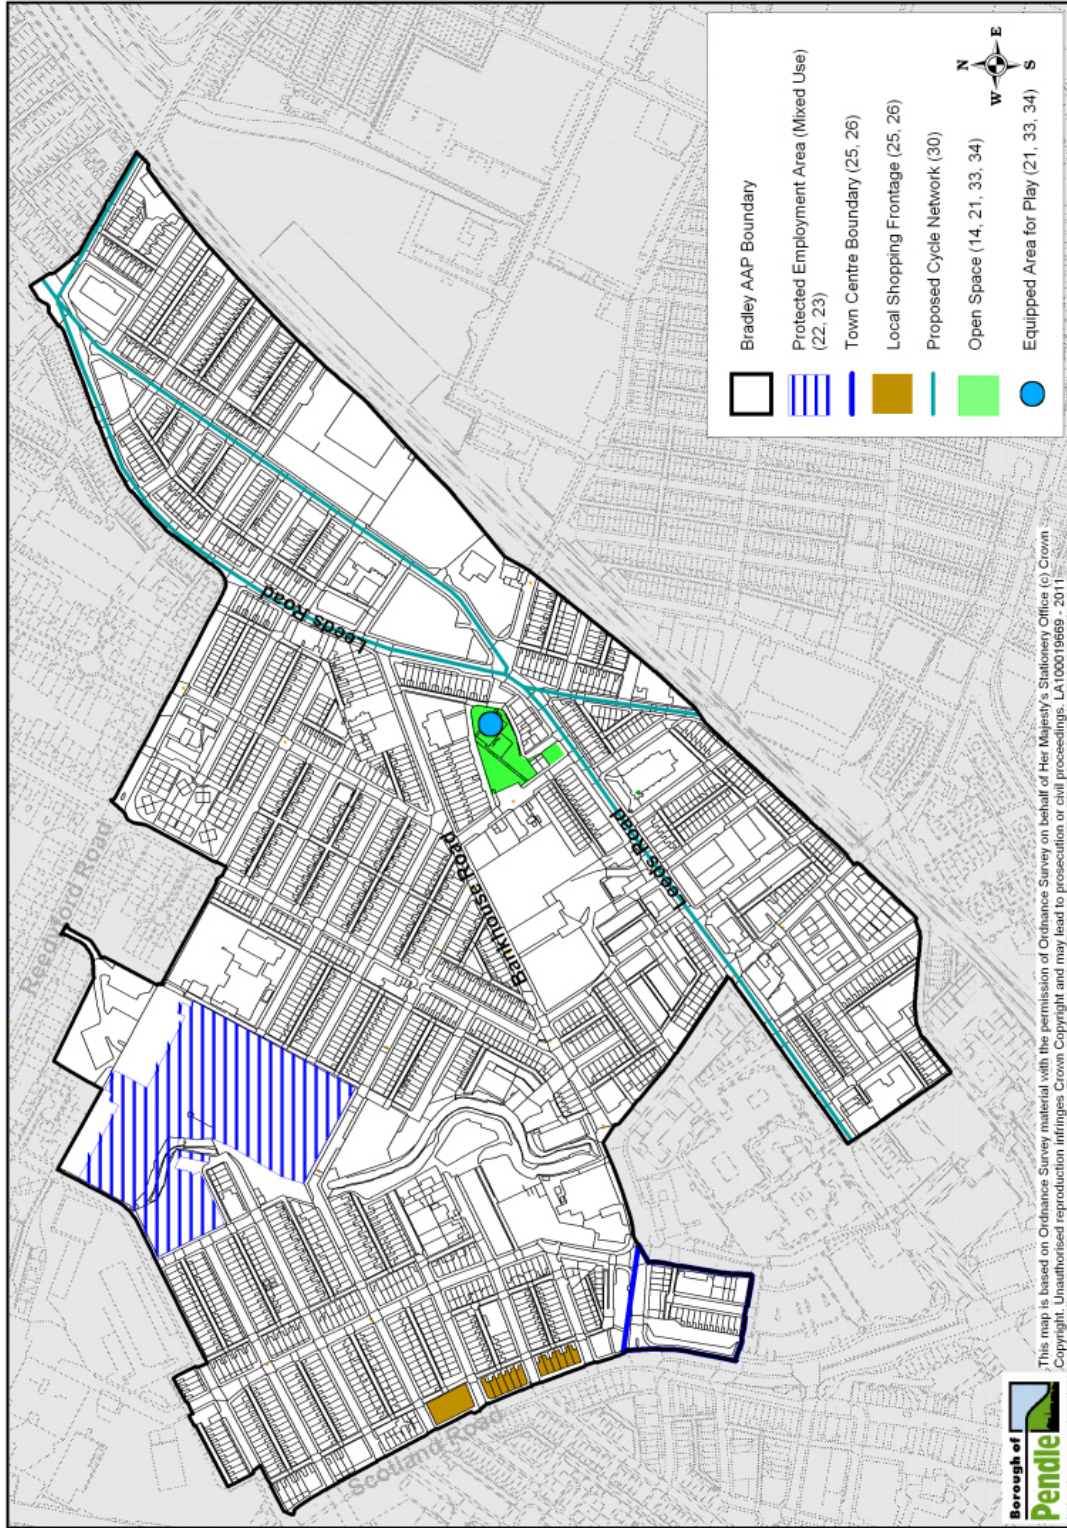 Reedyford Road
Leeds Road
Bankhouse Road
Leeds Road
Scotland Road
Bradley AAP Boundary
Protected Employment Area (Mixed Use)
(22, 23)
Town Centre Boundary (25, 26)
Local Shopping Frontage (25, 26)
Proposed Cycle Network (30)
Open Space (14, 21, 33, 34)
Equipped Area for Play (21, 33, 34)
N
W
E
S
Borough of
Pendle
This map is based on Ordnance Survey material with the permission of Ordnance Survey on behalf of Her Majesty's Stationery Office (c) Crown
Copyright. Unauthorised reproduction infringes Crown Copyright and may lead to prosecution or civil proceedings. LA100019669 - 2011